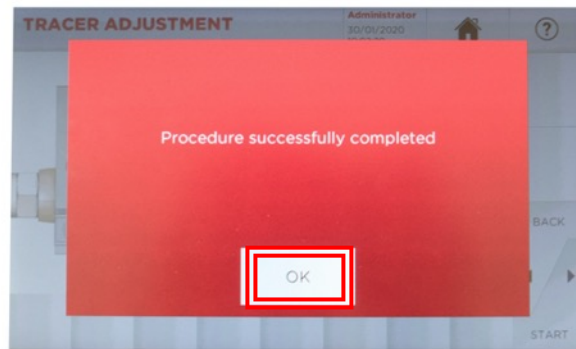 TRACER ADJUSTMENT
Administrator
30/01/2020
?
Procedure successfully completed
OK
BACK
START